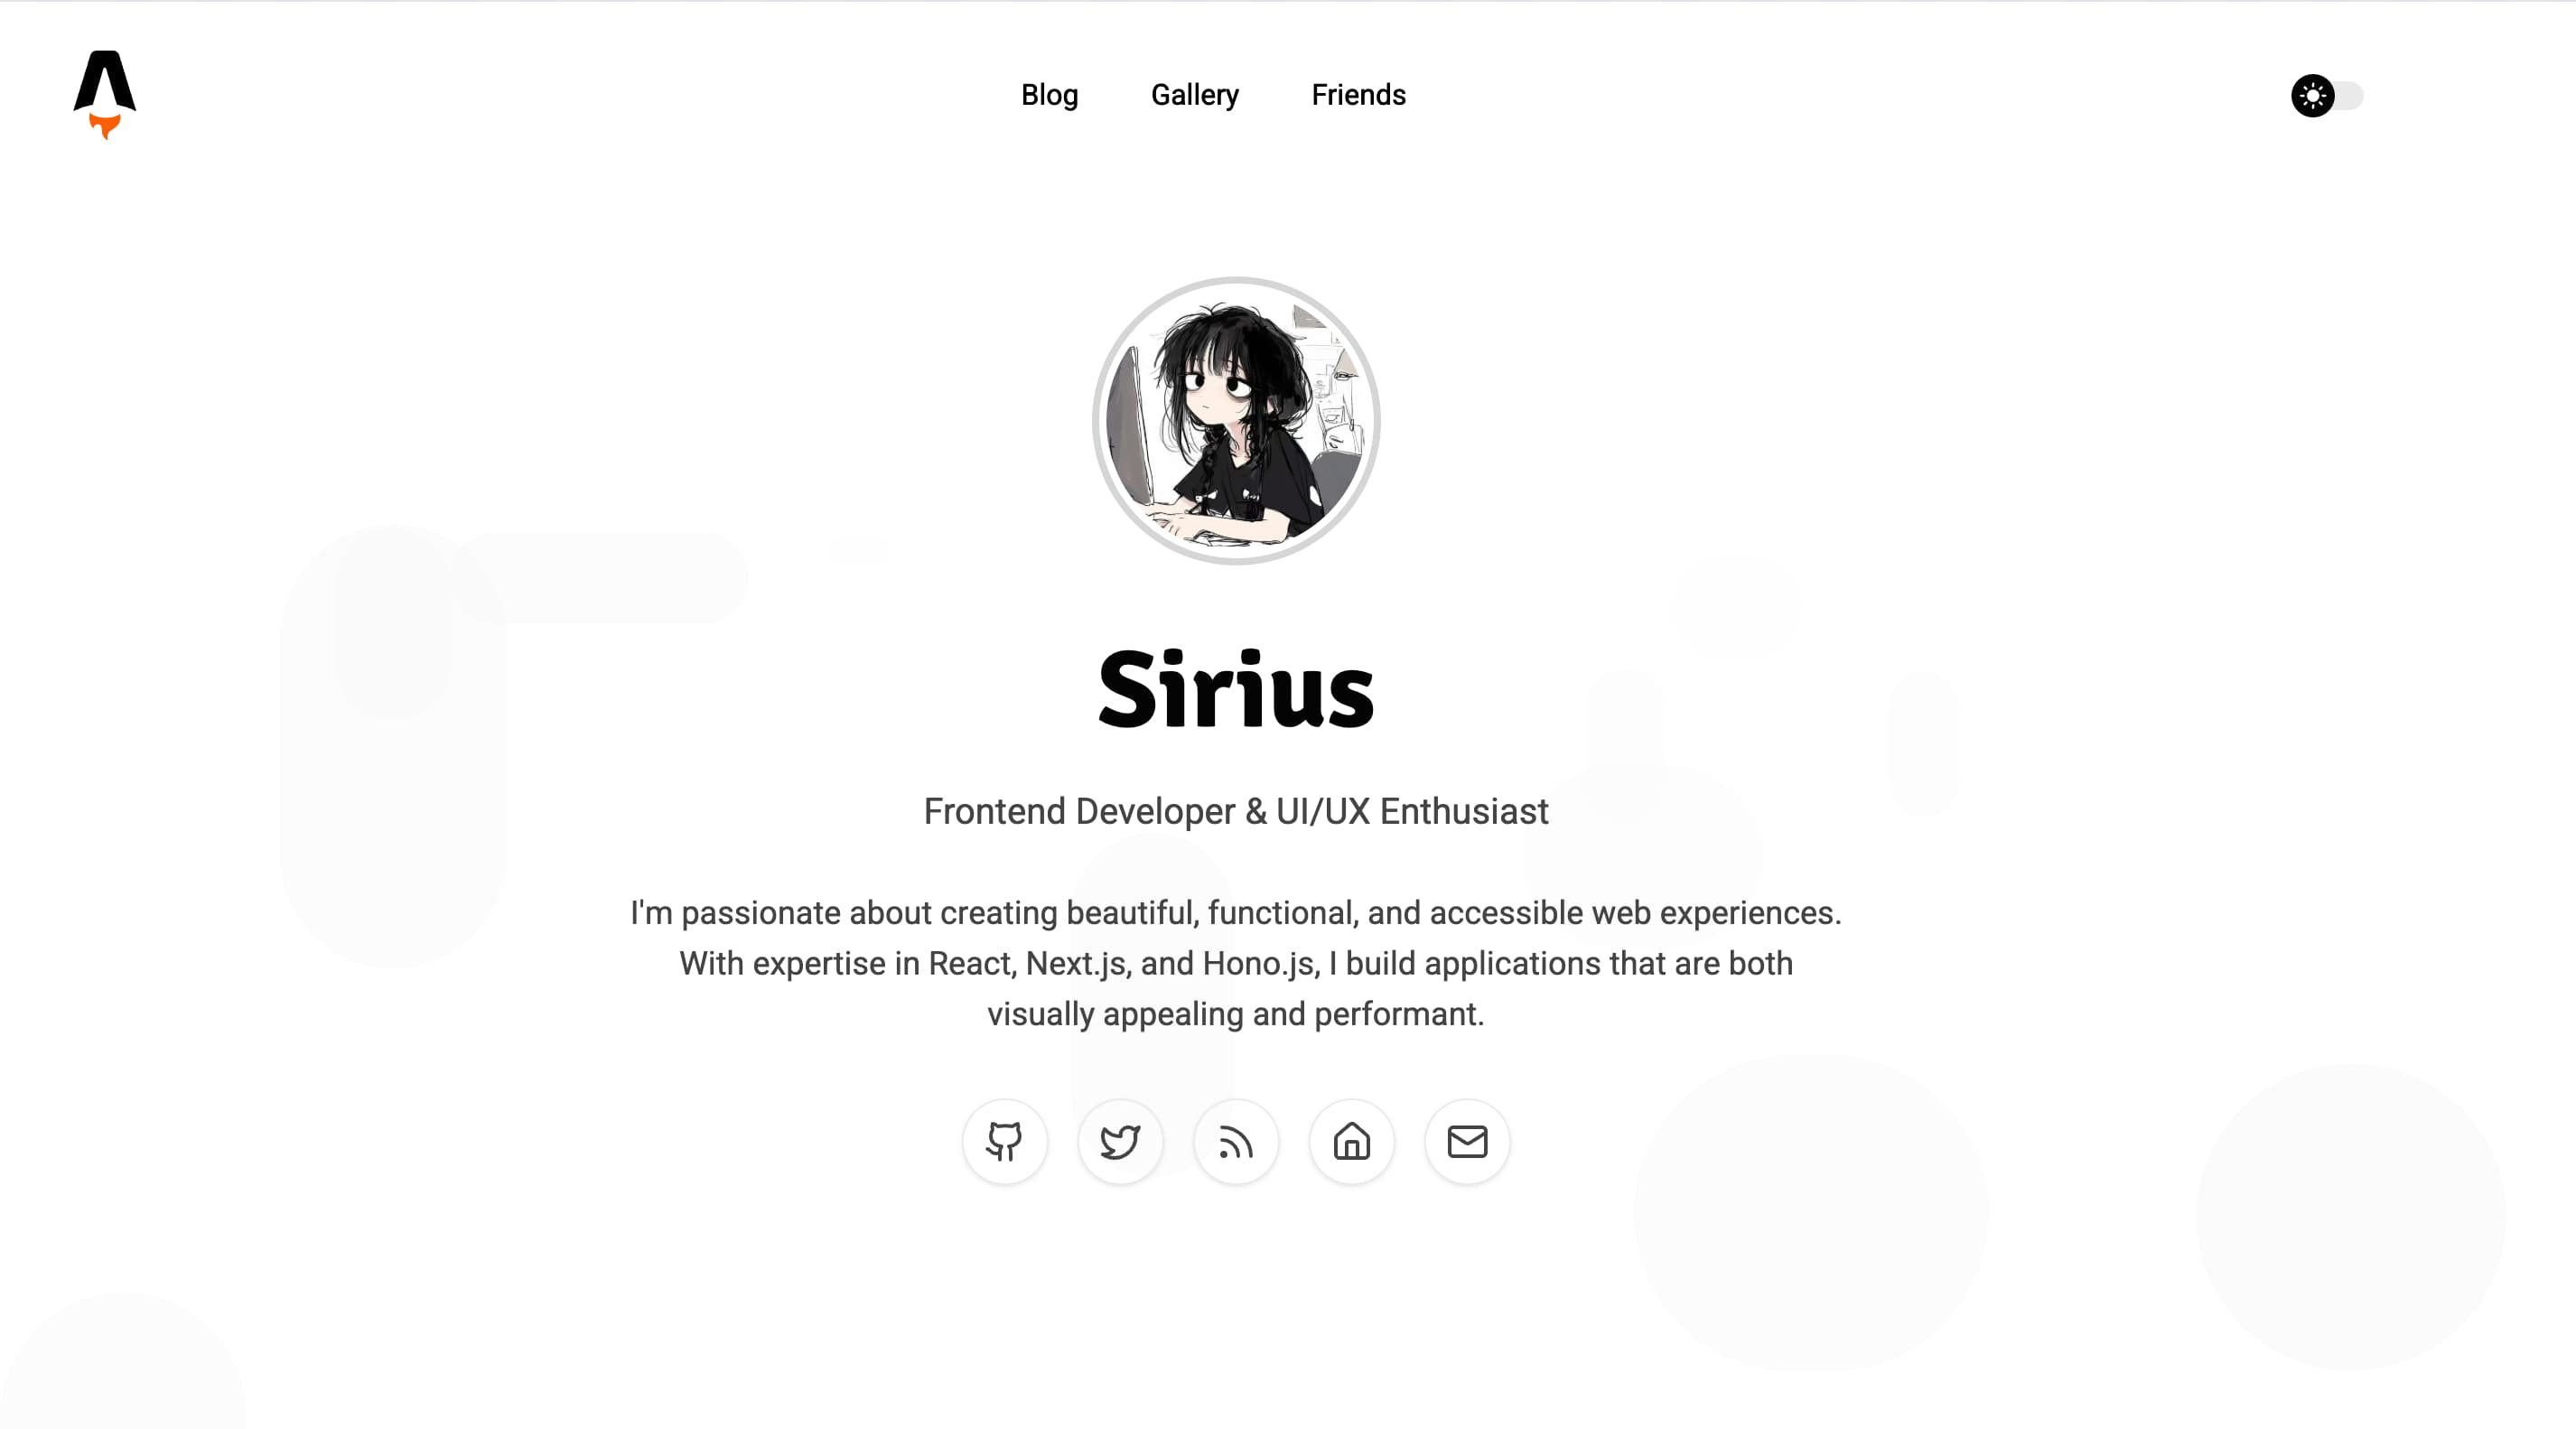 Blog Gallery Friends
Sirius
Frontend Developer & UI/UX Enthusiast
I'm passionate about creating beautiful, functional, and accessible web experiences.
With expertise in React, Next.js, and Hono.js, I build applications that are both
visually appealing and performant.